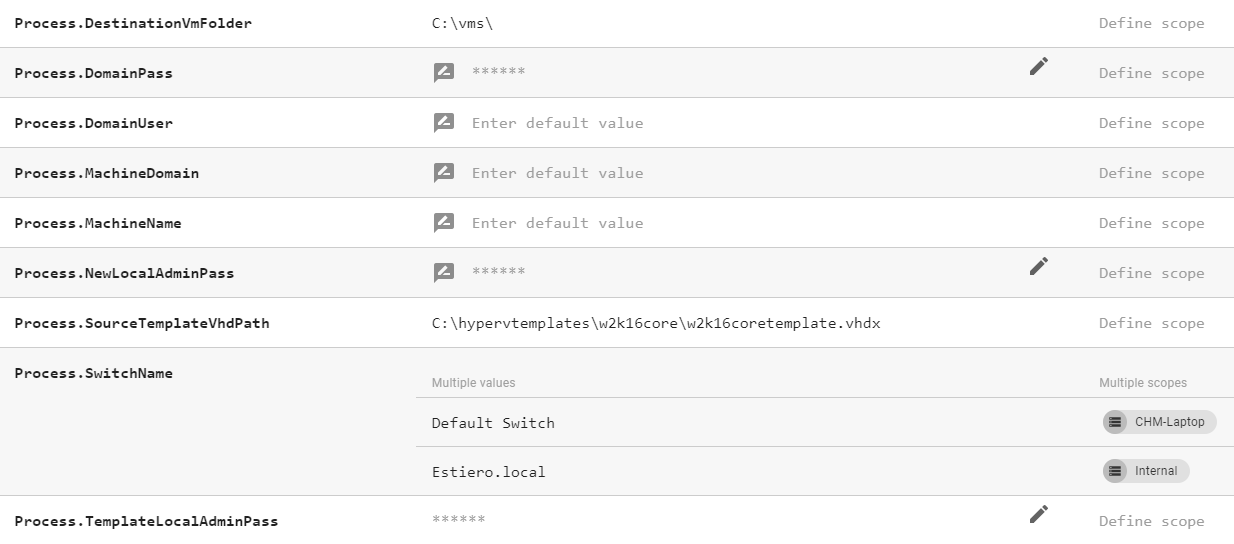 Process.DestinationVmFolder C:\vms\ Define scope
Process.DomainPass ****** Define scope
Process.DomainUser Enter default value Define scope
Process.MachineDomain Enter default value Define scope
Process.MachineName Enter default value Define scope
Process.NewLocalAdminPass ****** Define scope
Process.SourceTemplateVhdPath C:\hypervtemplates\w2k16core\w2k16coretemplate.vhdx Define scope
Process.SwitchName
Multiple values Multiple scopes
Default Switch CHM-Laptop
Estiero.local Internal
Process.TemplateLocalAdminPass ****** Define scope